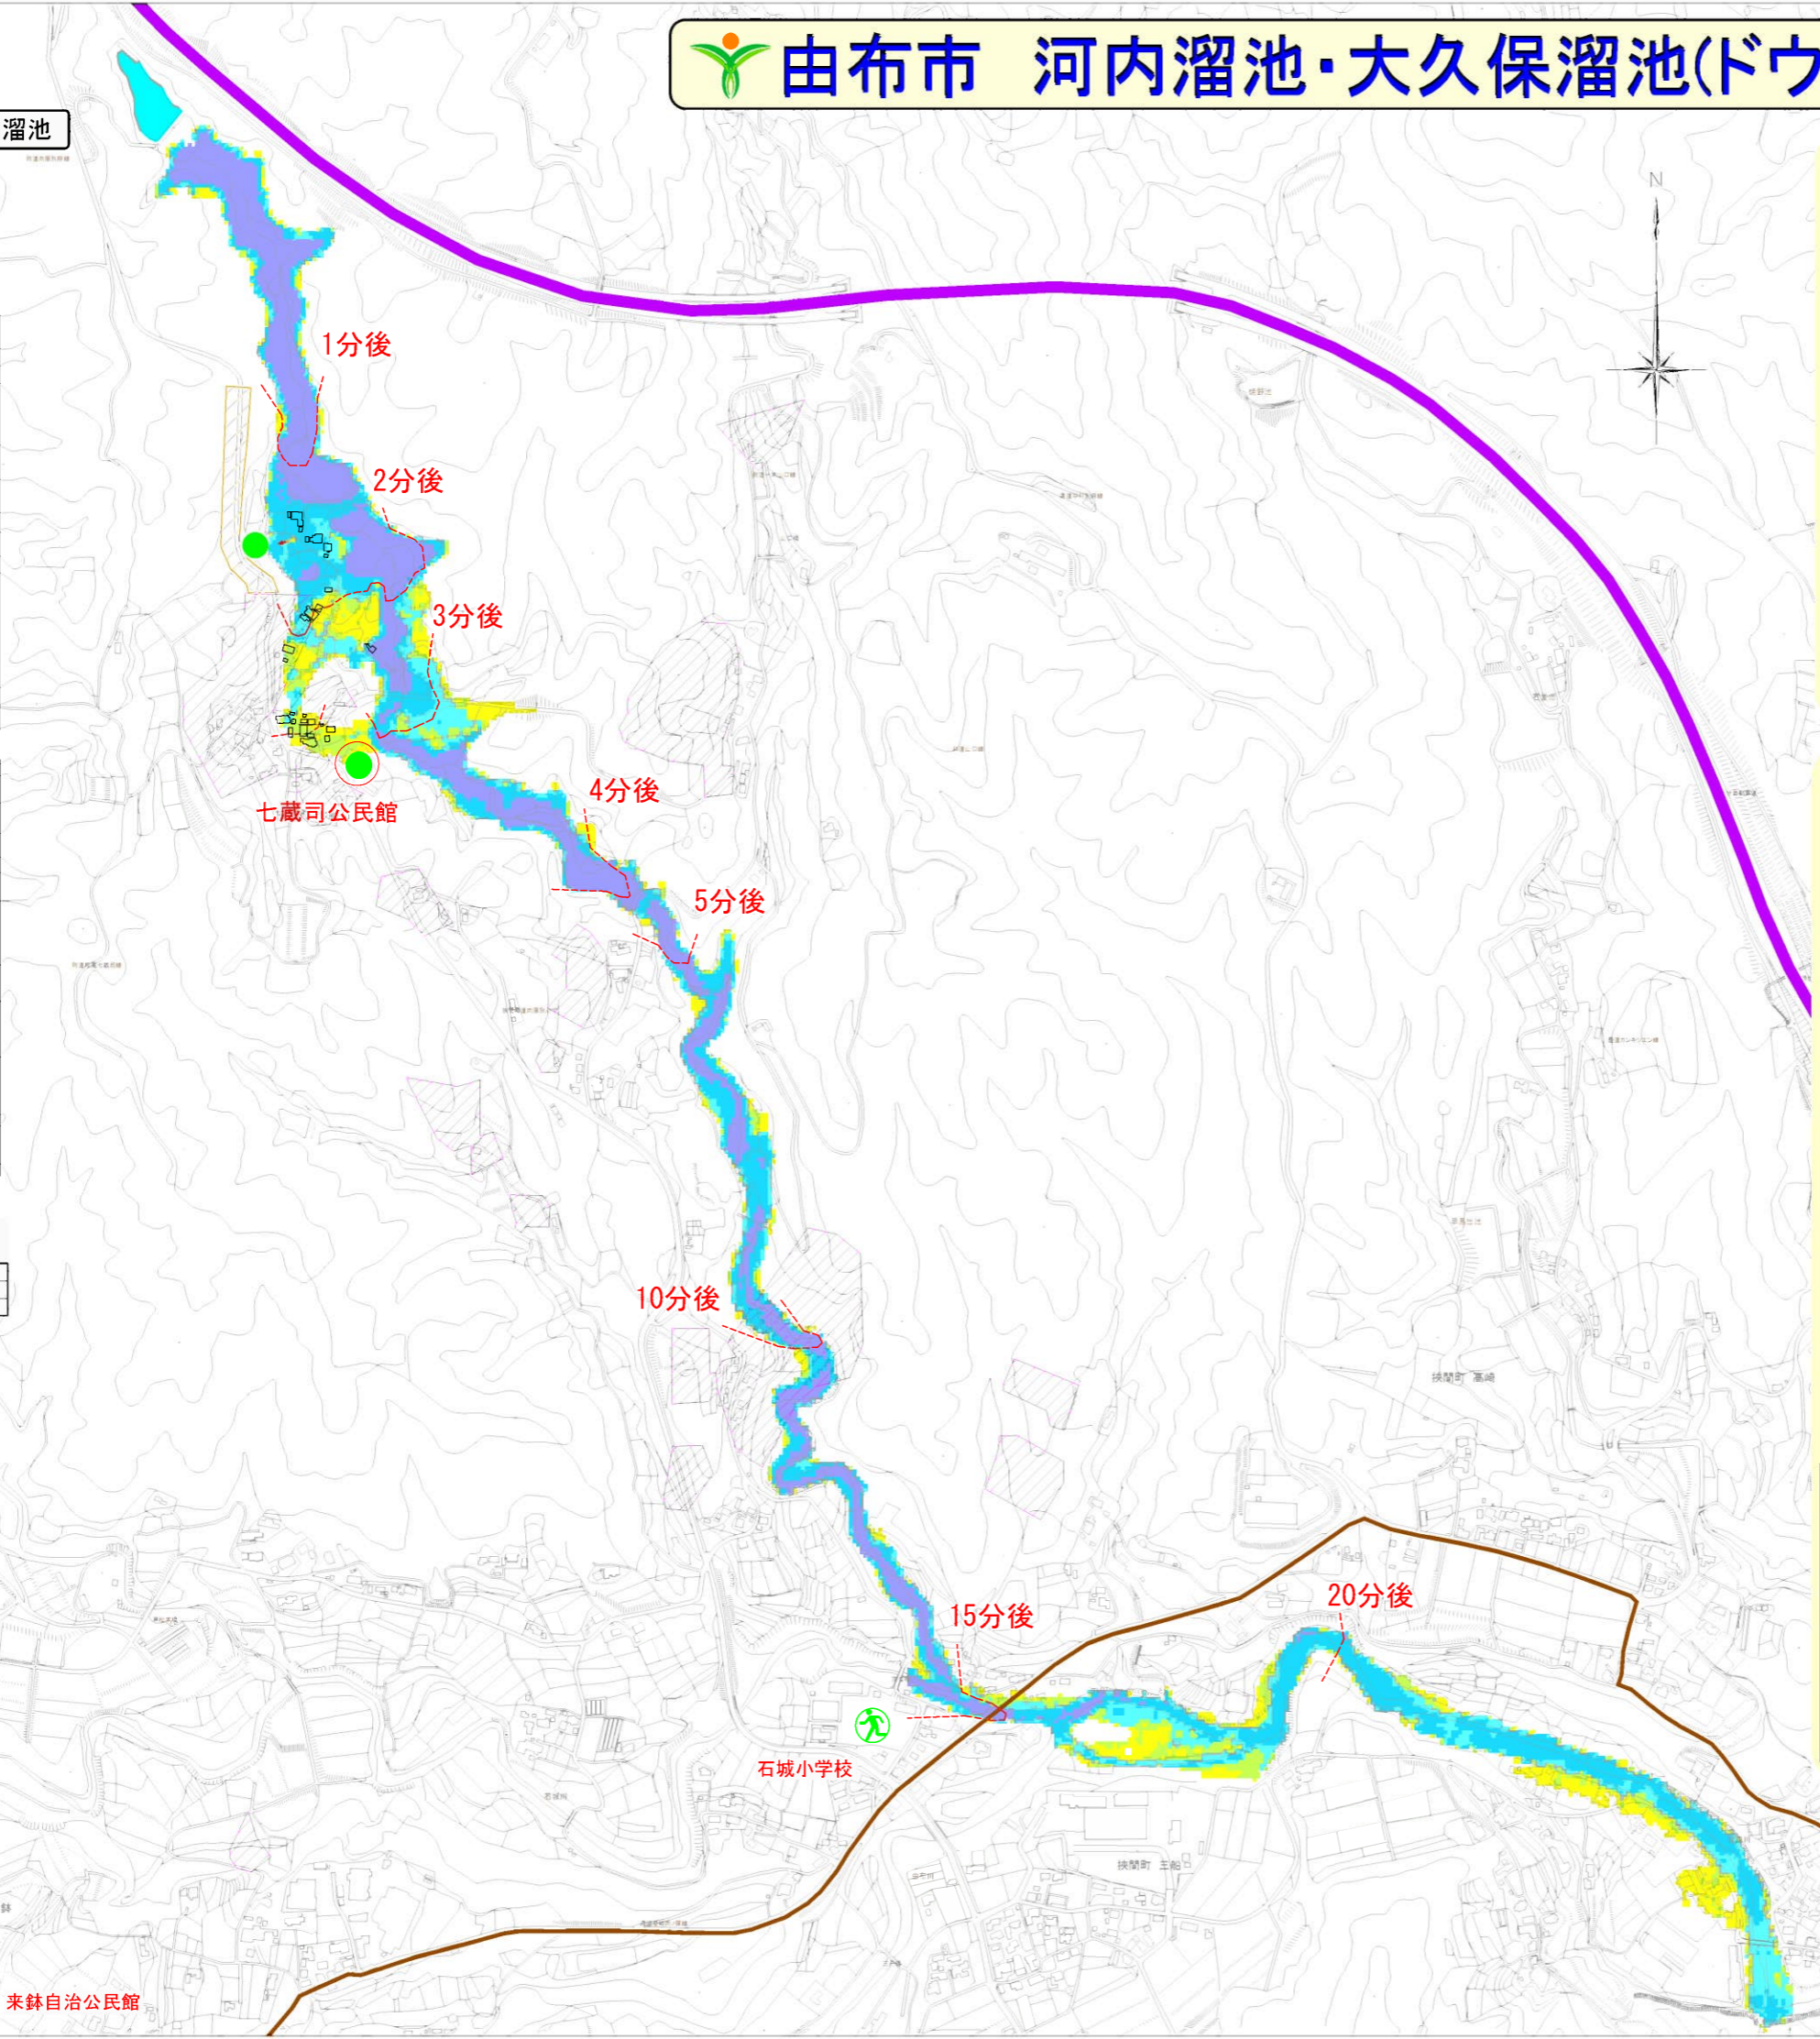 由布市 河内溜池・大久保溜池(ドウ
溜池
N
1分後
2分後
3分後
七蔵司公民館
4分後
5分後
10分後
挾間町 高崎
15分後
20分後
石城小学校
挾間町 三船
来鉢自治公民館